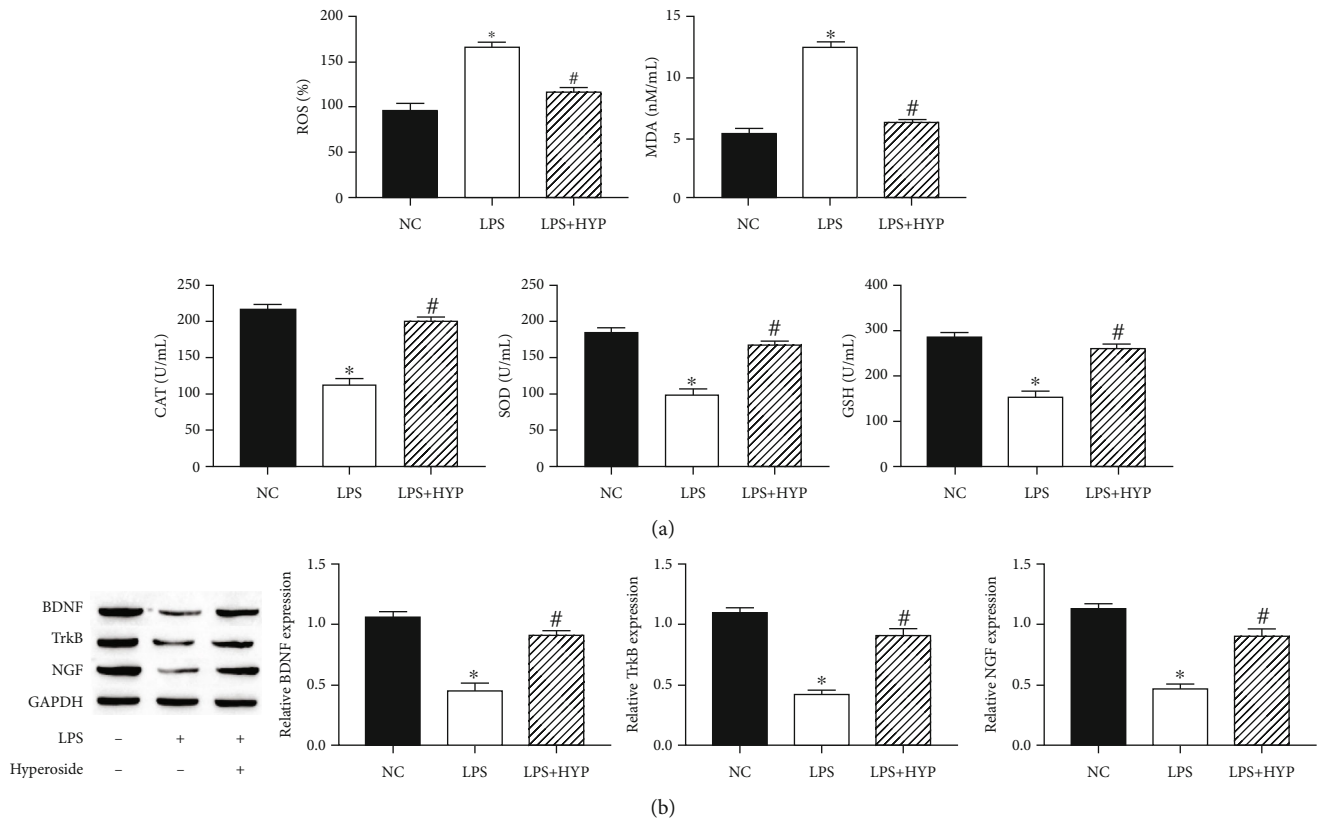 ROS (%)
200
150
100
50
0
*
#
NC LPS LPS+HYP
MDA (nM/mL)
15
10
5
0
*
#
NC LPS LPS+HYP
CAT (U/mL)
250
200
150
100
50
0
*
#
NC LPS LPS+HYP
SOD (U/mL)
250
200
150
100
50
0
*
#
NC LPS LPS+HYP
GSH (U/mL)
400
300
200
100
0
*
#
NC LPS LPS+HYP
(a)
BDNF
TrkB
NGF
GAPDH
LPS – + +
Hyperoside – – +
Relative BDNF expression
1.5
1.0
0.5
0.0
*
#
NC LPS LPS+HYP
Relative TrkB expression
1.5
1.0
0.5
0.0
*
#
NC LPS LPS+HYP
Relative NGF expression
1.5
1.0
0.5
0.0
*
#
NC LPS LPS+HYP
(b)